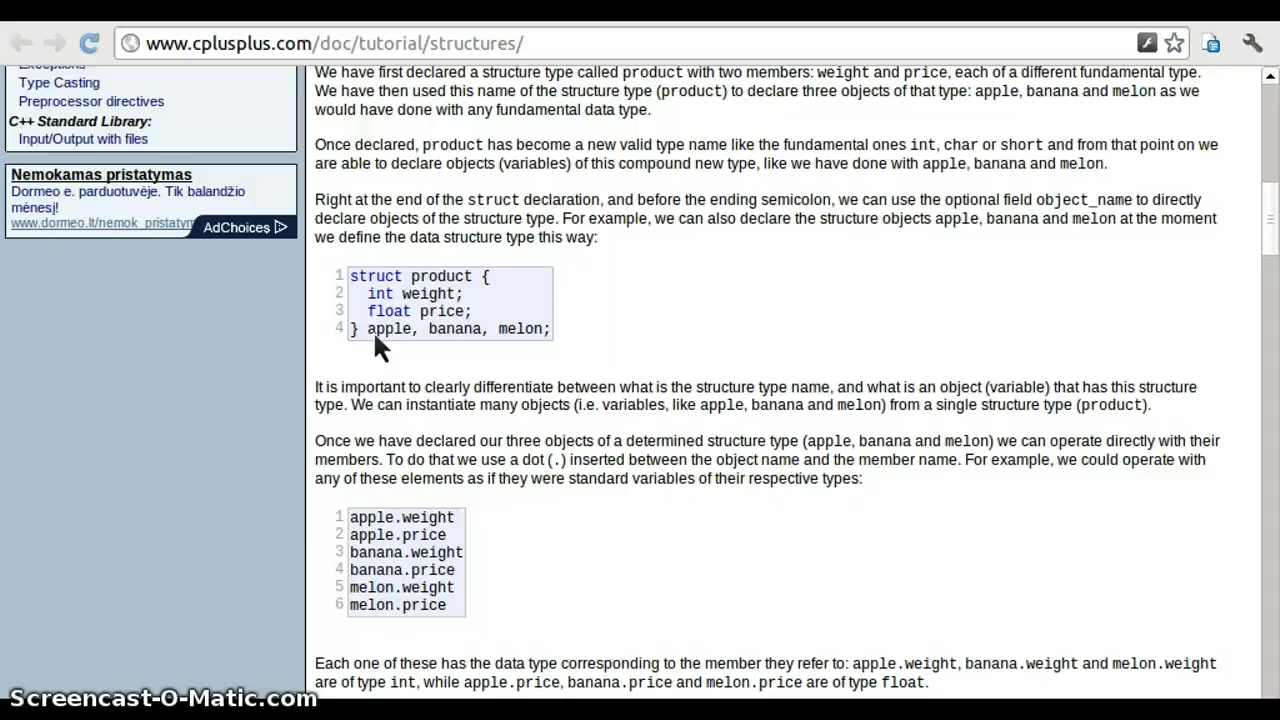 www.cplusplus.com/doc/tutorial/structures/
Type Casting
Preprocessor directives
C++ Standard Library:
Input/Output with files
Nemokamas pristatymas
Dormeo e. parduotuvėje. Tik balandžio
mėnesį!
www.dormeo.lt/nemok_pristatym
AdChoices
We have first declared a structure type called product with two members: weight and price, each of a different fundamental type.
We have then used this name of the structure type (product) to declare three objects of that type: apple, banana and melon as we
would have done with any fundamental data type.
Once declared, product has become a new valid type name like the fundamental ones int, char or short and from that point on we
are able to declare objects (variables) of this compound new type, like we have done with apple, banana and melon.
Right at the end of the struct declaration, and before the ending semicolon, we can use the optional field object_name to directly
declare objects of the structure type. For example, we can also declare the structure objects apple, banana and melon at the moment
we define the data structure type this way:
1 struct product {
2 int weight;
3 float price;
4 } apple, banana, melon;
It is important to clearly differentiate between what is the structure type name, and what is an object (variable) that has this structure
type. We can instantiate many objects (i.e. variables, like apple, banana and melon) from a single structure type (product).
Once we have declared our three objects of a determined structure type (apple, banana and melon) we can operate directly with their
members. To do that we use a dot (.) inserted between the object name and the member name. For example, we could operate with
any of these elements as if they were standard variables of their respective types:
1 apple.weight
2 apple.price
3 banana.weight
4 banana.price
5 melon.weight
6 melon.price
Each one of these has the data type corresponding to the member they refer to: apple.weight, banana.weight and melon.weight
are of type int, while apple.price, banana.price and melon.price are of type float.
Screencast-O-Matic.com